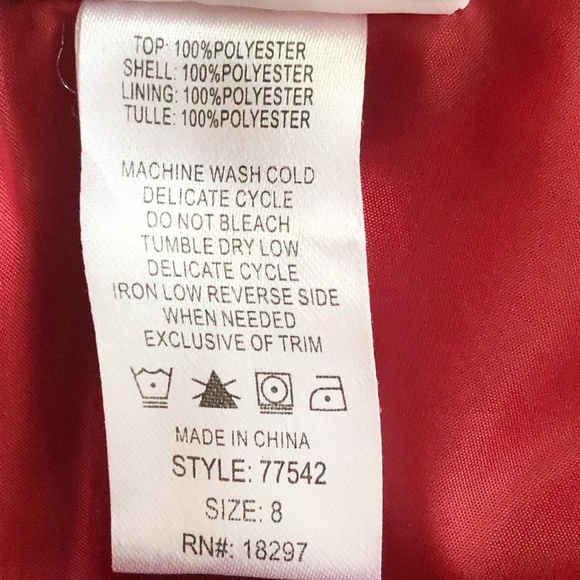 TOP: 100%POLYESTER
SHELL: 100%POLYESTER
LINING: 100%POLYESTER
TULLE: 100%POLYESTER
MACHINE WASH COLD
DELICATE CYCLE
DO NOT BLEACH
TUMBLE DRY LOW
DELICATE CYCLE
IRON LOW REVERSE SIDE
WHEN NEEDED
EXCLUSIVE OF TRIM
MADE IN CHINA
STYLE: 77542
SIZE: 8
RN#: 18297